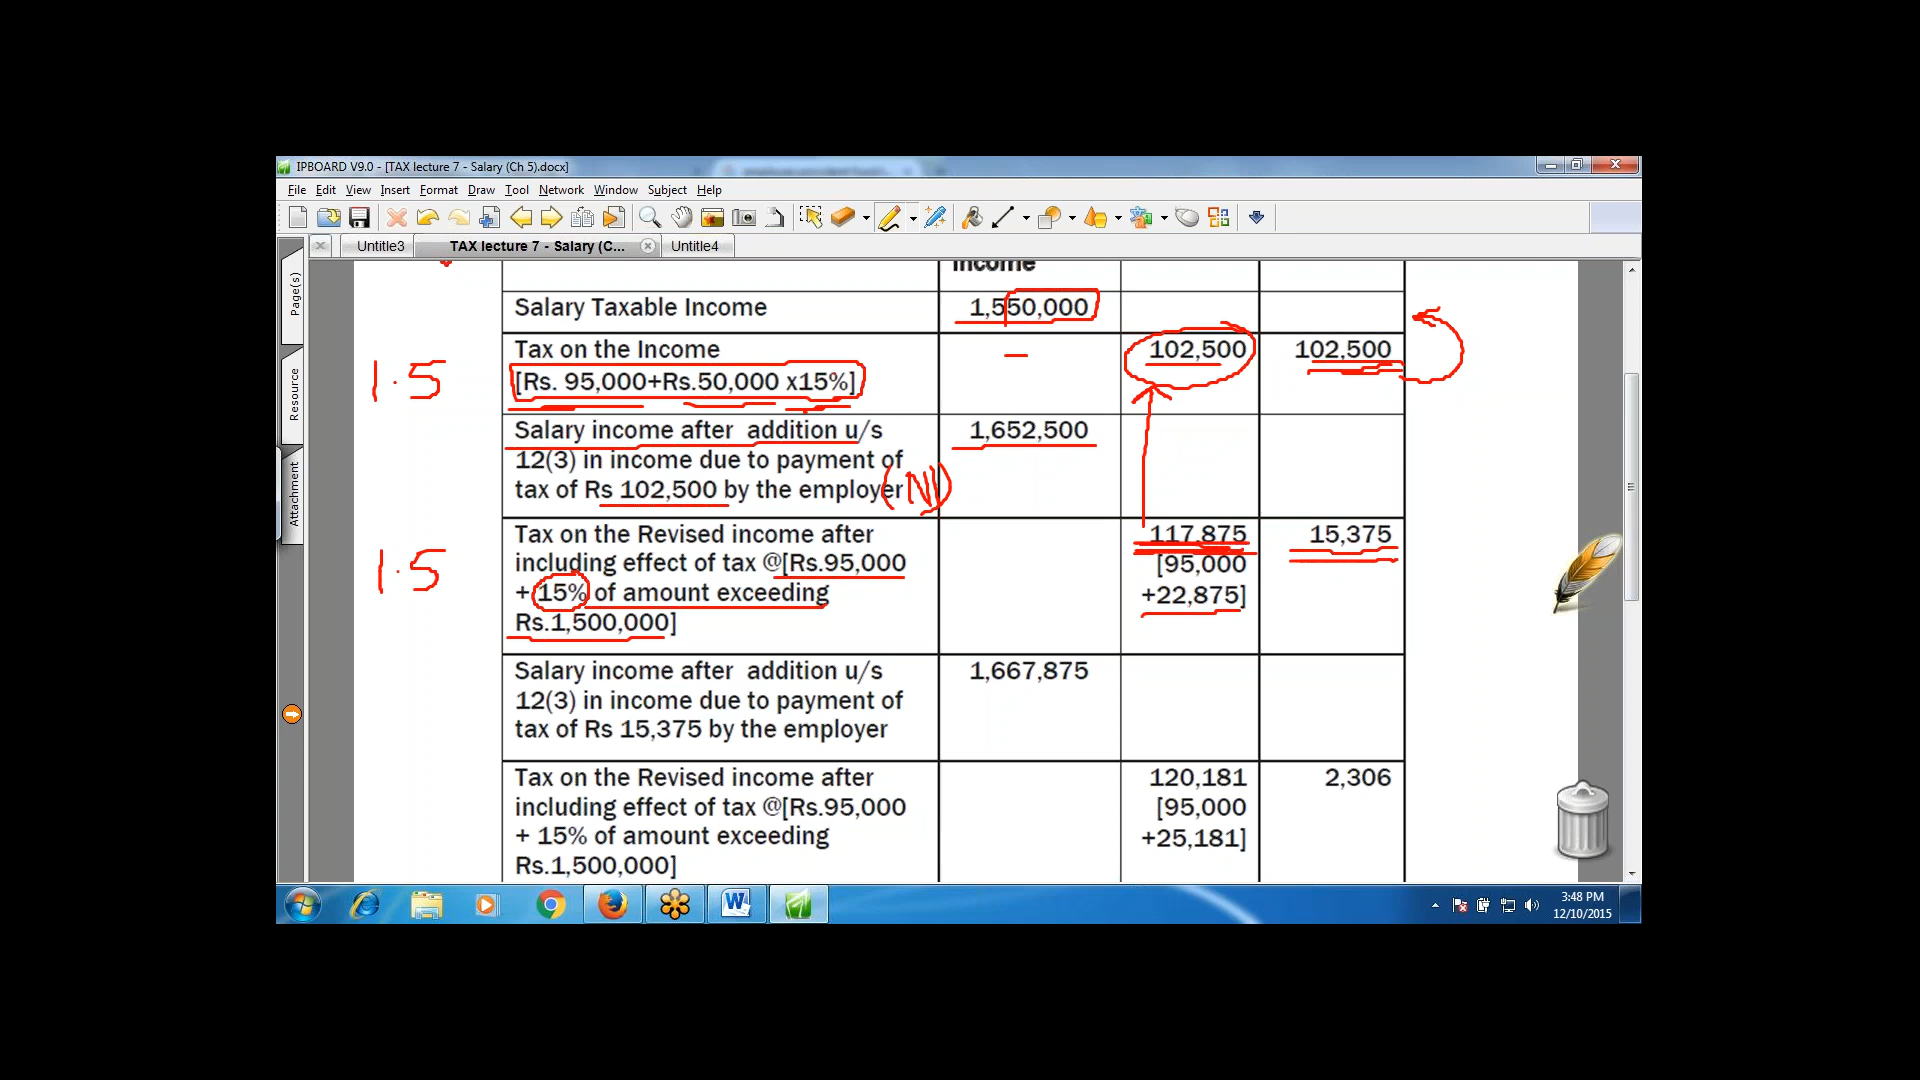 IPBOARD V9.0 - [TAX lecture 7 - Salary (Ch 5).docx]
File Edit View Insert Format Draw Tool Network Window Subject Help
Untitle3 TAX lecture 7 - Salary (C... Untitle4
Page(s)
Resource
Attachment
Income
Salary Taxable Income 1,550,000
1.5
Tax on the Income 102,500 102,500
[Rs. 95,000+Rs.50,000 x15%]
Salary income after addition u/s 1,652,500
12(3) in income due to payment of
tax of Rs 102,500 by the employer
Tax on the Revised income after 117,875 15,375
including effect of tax @[Rs.95,000 [95,000
1.5
+ 15% of amount exceeding +22,875]
Rs.1,500,000]
Salary income after addition u/s 1,667,875
12(3) in income due to payment of
tax of Rs 15,375 by the employer
Tax on the Revised income after 120,181 2,306
including effect of tax @[Rs.95,000 [95,000
+ 15% of amount exceeding +25,181]
Rs.1,500,000]
3:48 PM
12/10/2015